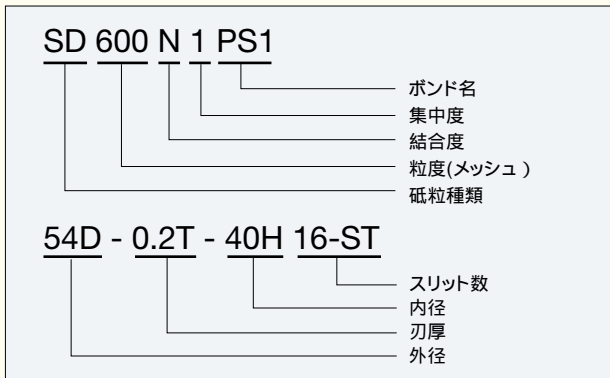 SD 600 N 1 PS1
ボンド名
集中度
結合度
粒度(メッシュ)
砥粒種類
54D - 0.2T - 40H 16-ST
スリット数
内径
刃厚
外径